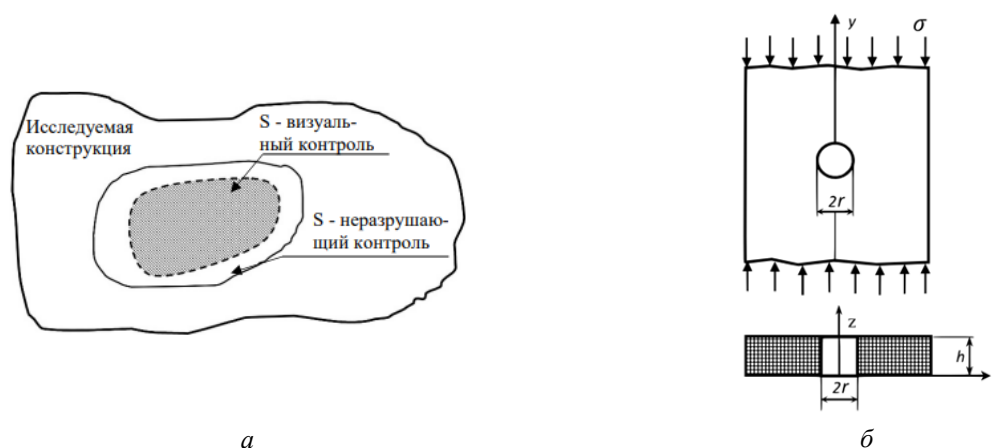 Исследуемая
конструкция
S - визуаль-
ный контроль
S - неразрушаю-
щий контроль
а
y
σ
2r
z
h
2r
б